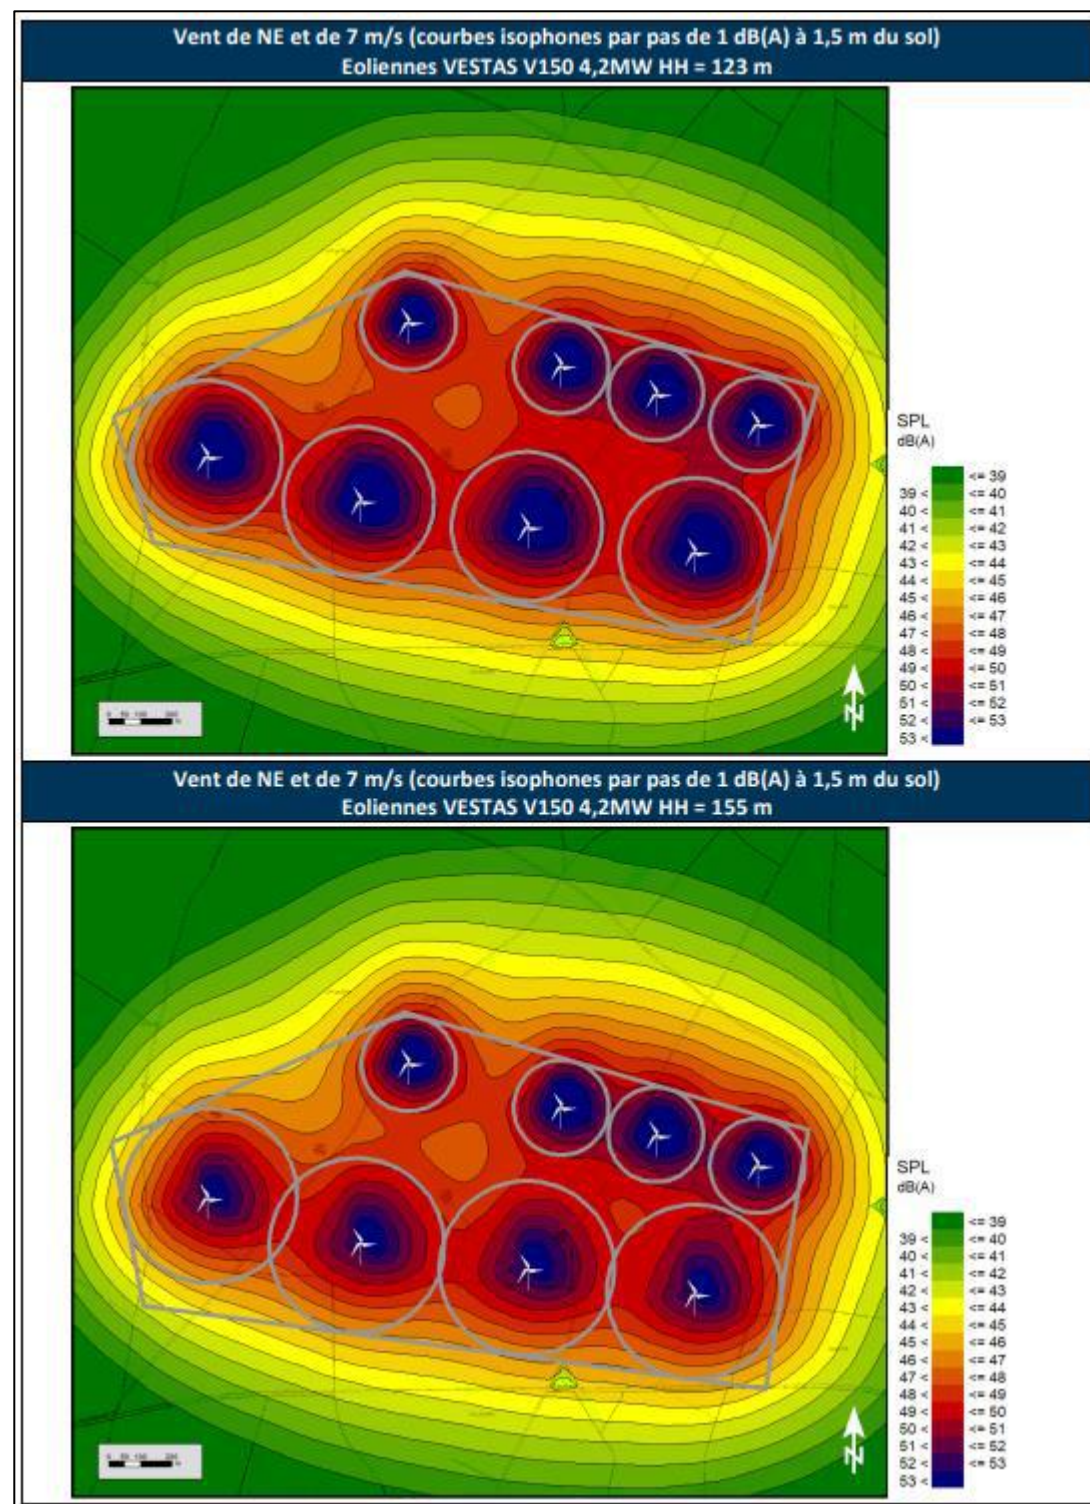 Vent de NE et de 7 m/s (courbes isophones par pas de 1 dB(A) à 1,5 m du sol)
Eoliennes VESTAS V150 4,2MW HH = 123 m
SPL
dB(A)
<= 39
39 < <= 40
40 < <= 41
41 < <= 42
42 < <= 43
43 < <= 44
44 < <= 45
45 < <= 46
46 < <= 47
47 < <= 48
48 < <= 49
49 < <= 50
50 < <= 51
51 < <= 52
52 < <= 53
53 <
N
Vent de NE et de 7 m/s (courbes isophones par pas de 1 dB(A) à 1,5 m du sol)
Eoliennes VESTAS V150 4,2MW HH = 155 m
SPL
dB(A)
<= 39
39 < <= 40
40 < <= 41
41 < <= 42
42 < <= 43
43 < <= 44
44 < <= 45
45 < <= 46
46 < <= 47
47 < <= 48
48 < <= 49
49 < <= 50
50 < <= 51
51 < <= 52
52 < <= 53
53 <
N